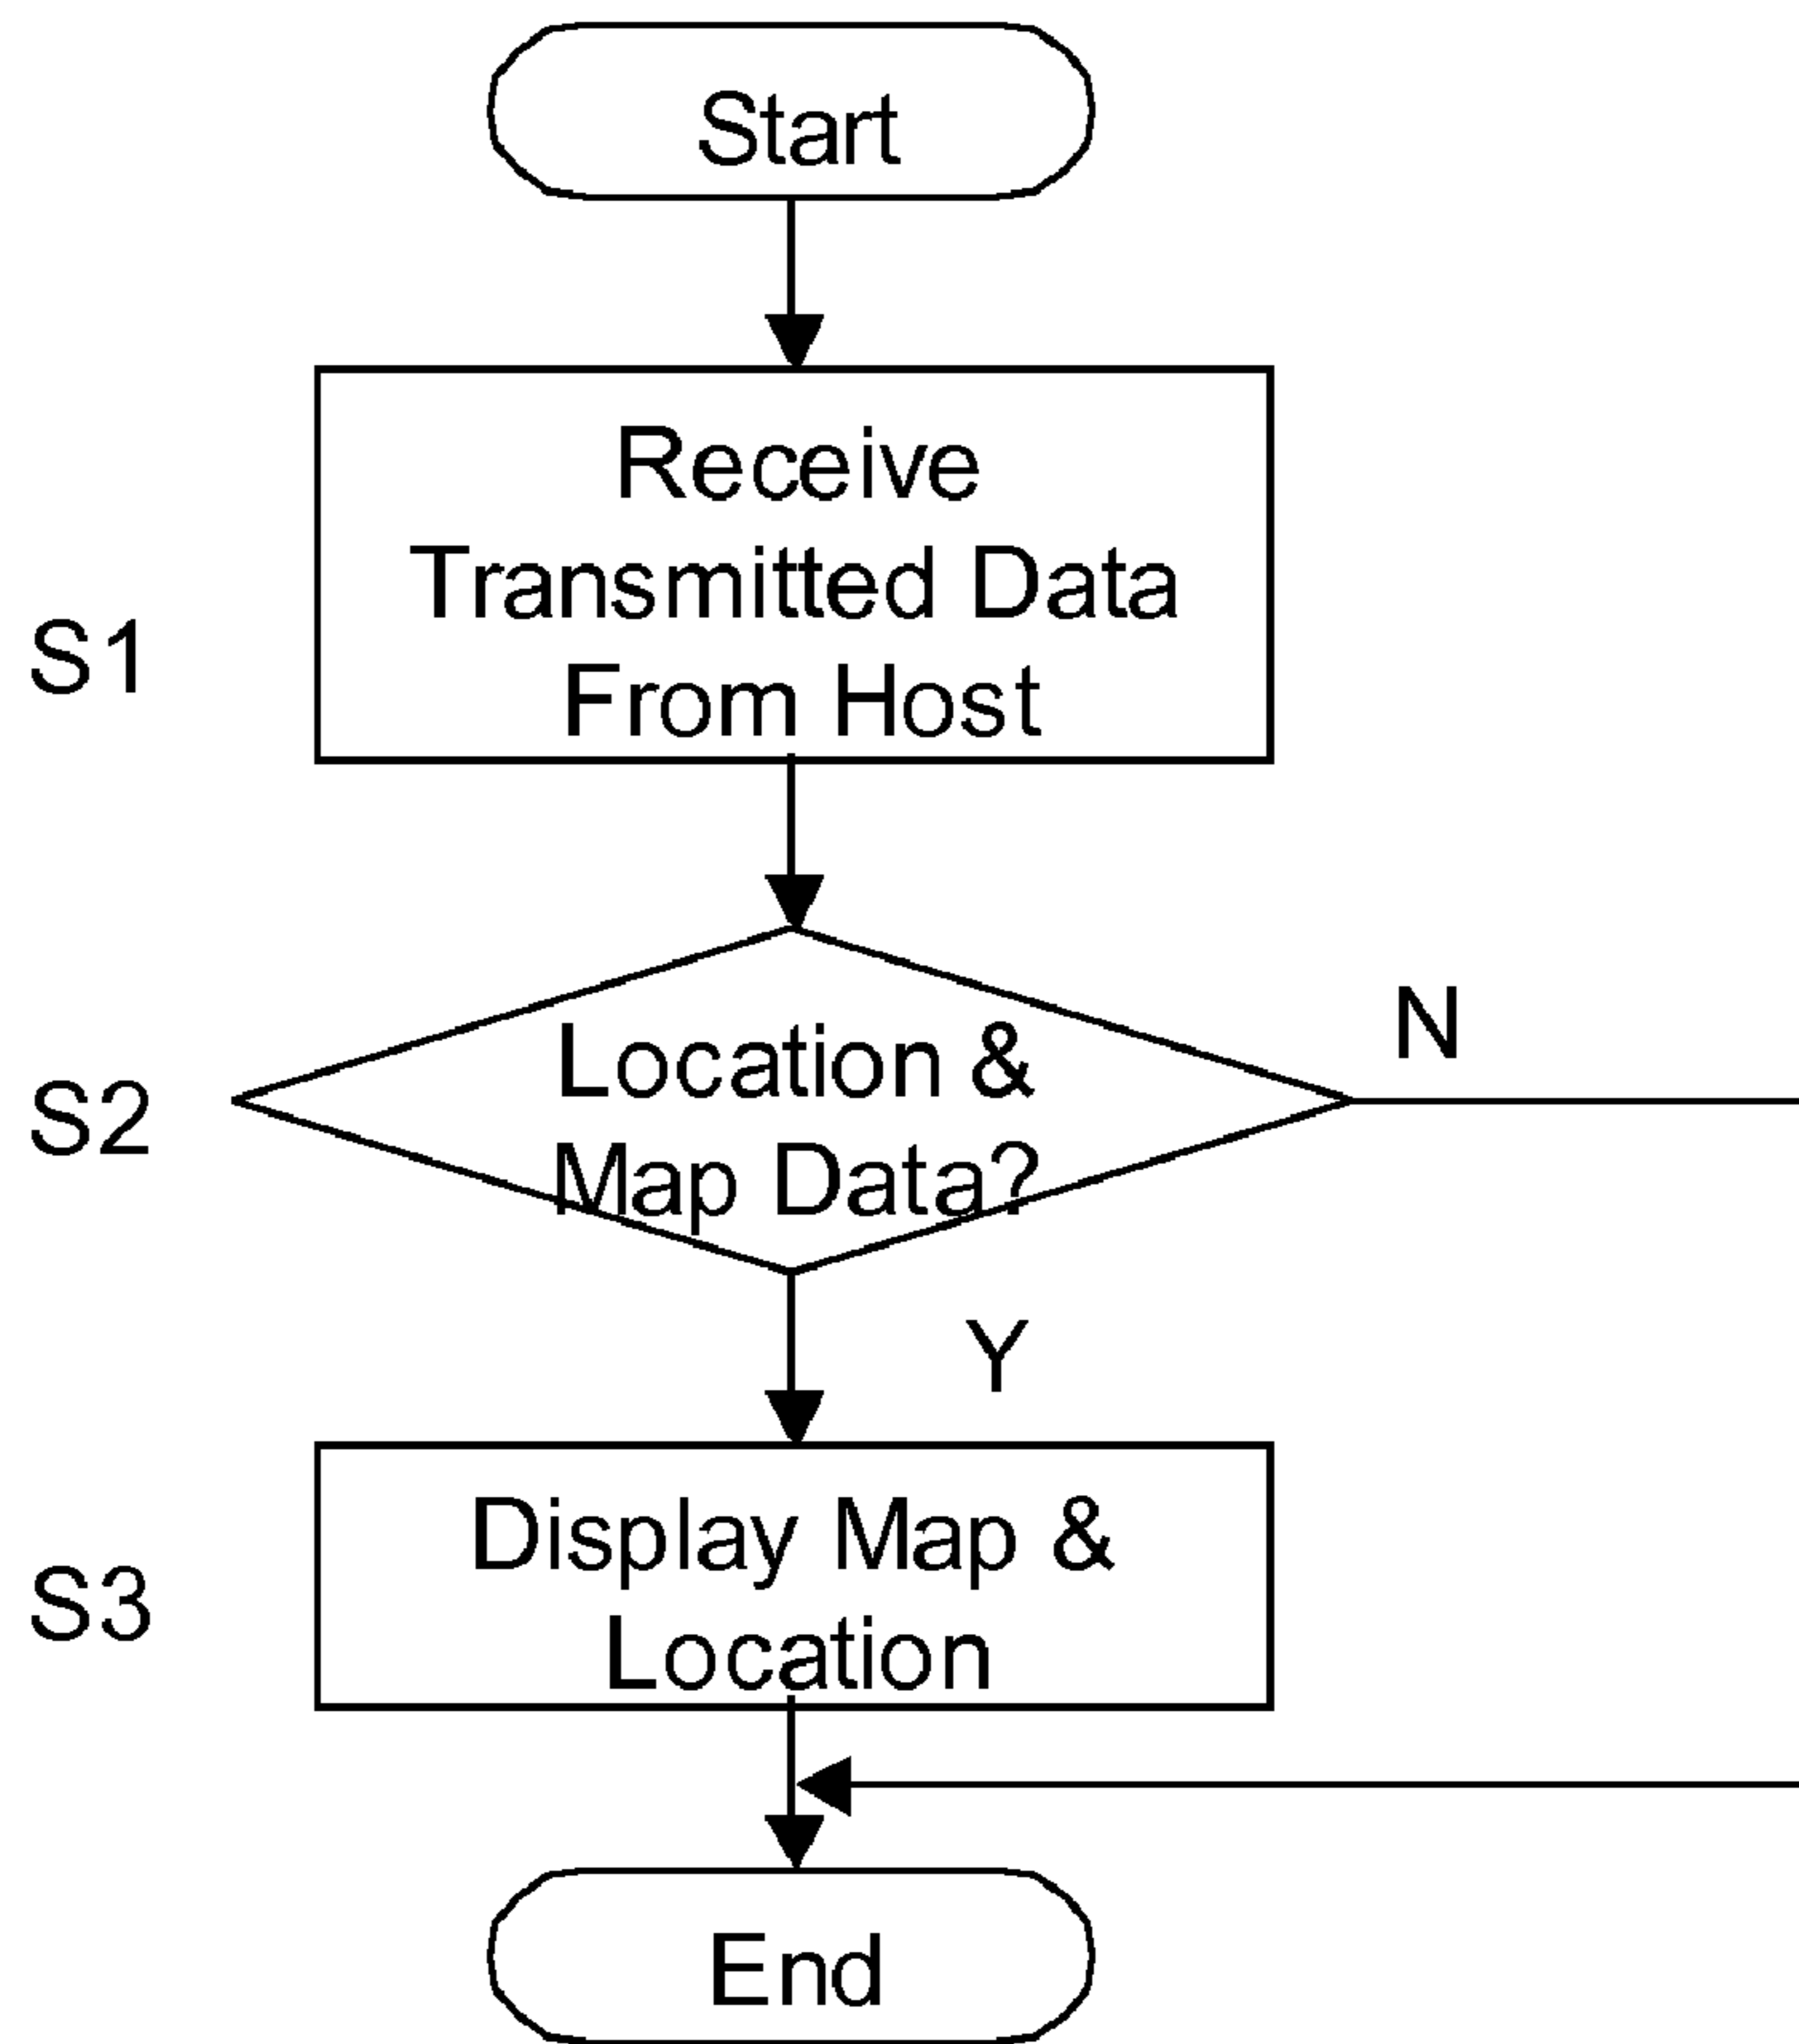 Start
S1
Receive
Transmitted Data
From Host
S2
Location &
Map Data?
N
Y
S3
Display Map &
Location
End